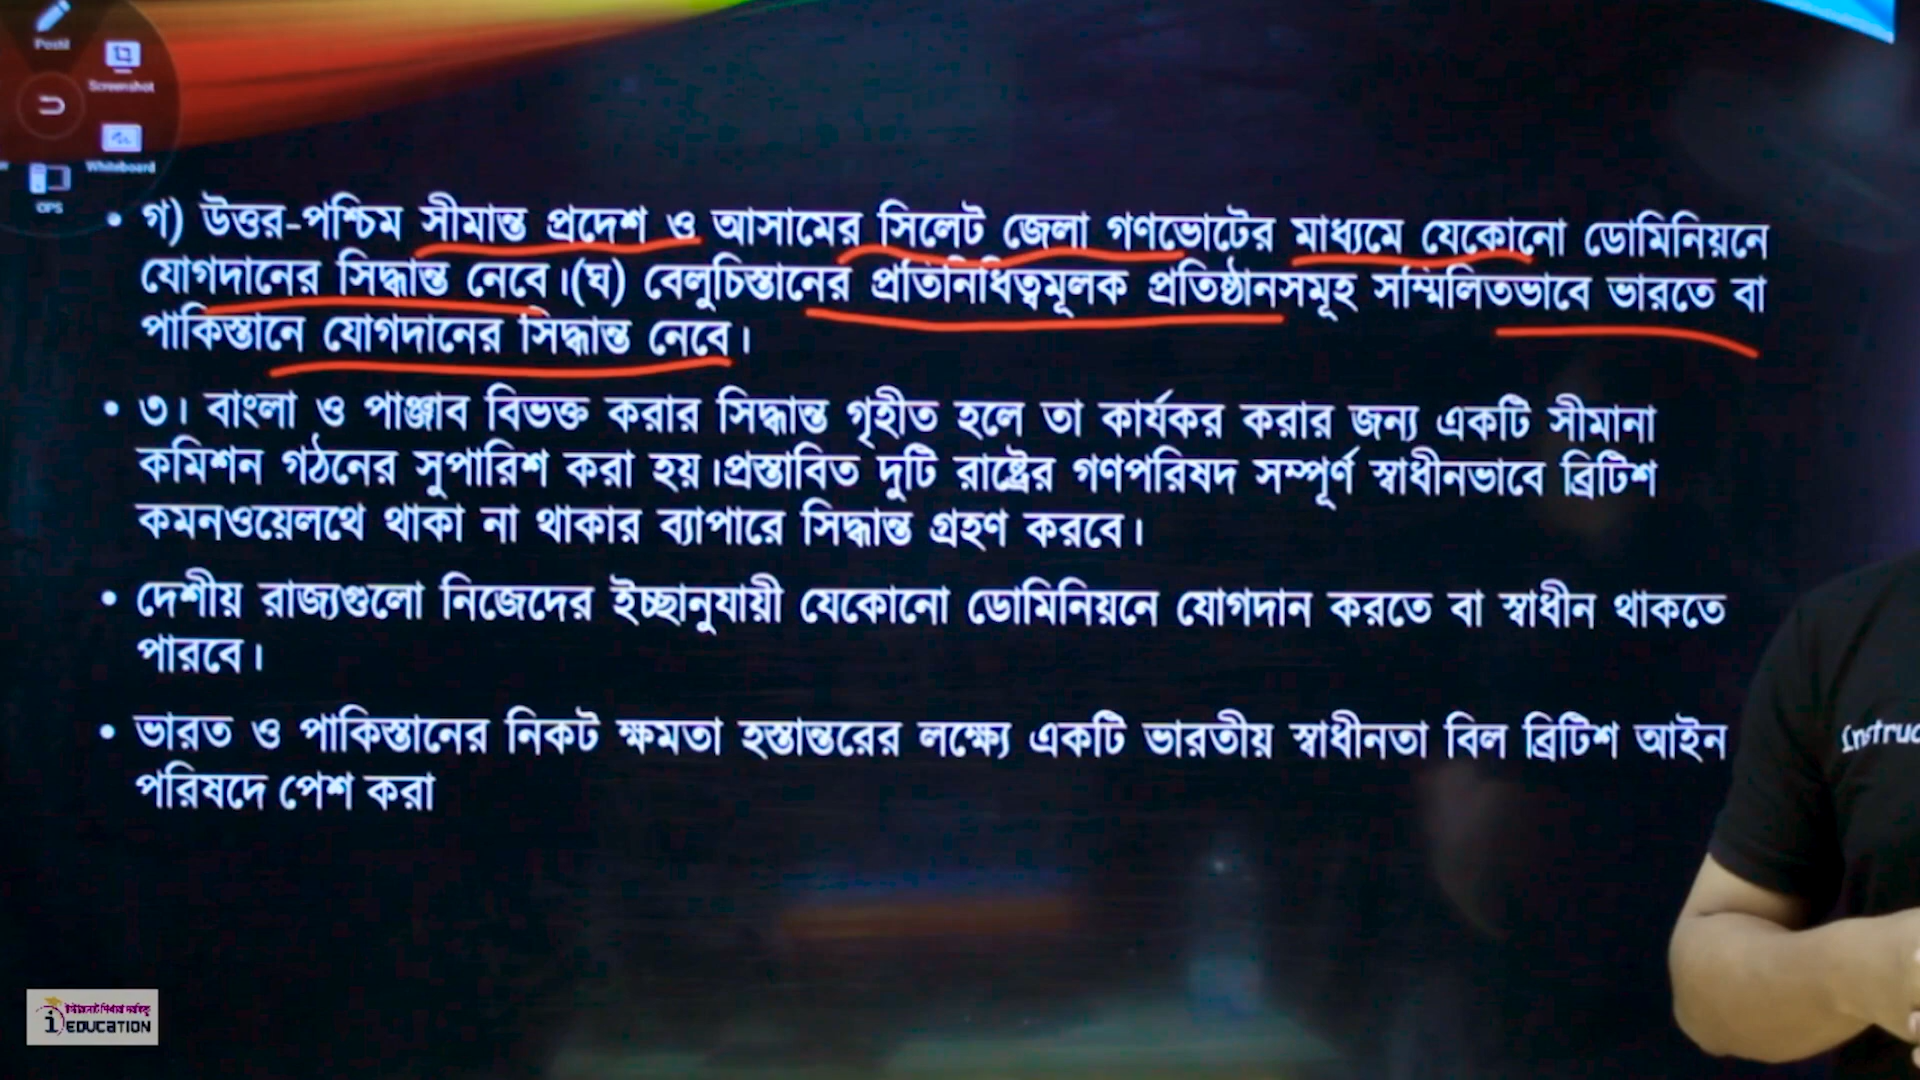 Postil
Screenshot
Whiteboard
OPS
• গ) উত্তর-পশ্চিম সীমান্ত প্রদেশ ও আসামের সিলেট জেলা গণভোটের মাধ্যমে যেকোনো ডোমিনিয়নে
যোগদানের সিদ্ধান্ত নেবে।(ঘ) বেলুচিস্তানের প্রতিনিধিত্বমূলক প্রতিষ্ঠানসমূহ সম্মিলিতভাবে ভারতে বা
পাকিস্তানে যোগদানের সিদ্ধান্ত নেবে।
• ৩। বাংলা ও পাঞ্জাব বিভক্ত করার সিদ্ধান্ত গৃহীত হলে তা কার্যকর করার জন্য একটি সীমানা
কমিশন গঠনের সুপারিশ করা হয়।প্রস্তাবিত দুটি রাষ্ট্রের গণপরিষদ সম্পূর্ণ স্বাধীনভাবে ব্রিটিশ
কমনওয়েলথে থাকা না থাকার ব্যাপারে সিদ্ধান্ত গ্রহণ করবে।
• দেশীয় রাজ্যগুলো নিজেদের ইচ্ছানুযায়ী যেকোনো ডোমিনিয়নে যোগদান করতে বা স্বাধীন থাকতে
পারবে।
• ভারত ও পাকিস্তানের নিকট ক্ষমতা হস্তান্তরের লক্ষ্যে একটি ভারতীয় স্বাধীনতা বিল ব্রিটিশ আইন
পরিষদে পেশ করা
i EDUCATION